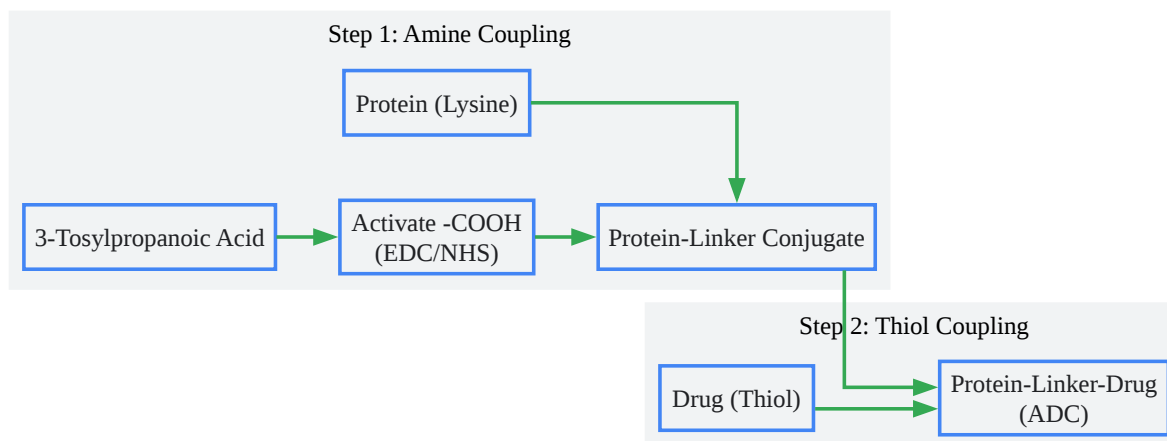 Step 1: Amine Coupling
Protein (Lysine)
3-Tosylpropanoic Acid
Activate -COOH
(EDC/NHS)
Protein-Linker Conjugate
Step 2: Thiol Coupling
Drug (Thiol)
Protein-Linker-Drug
(ADC)